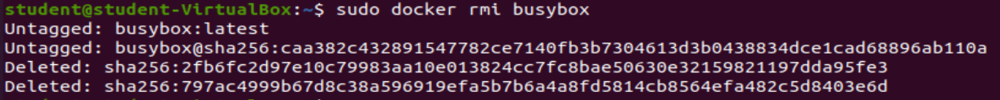 student@student-VirtualBox:~$ sudo docker rmi busybox
Untagged: busybox:latest
Untagged: busybox@sha256:caa382c432891547782ce7140fb3b7304613d3b0438834dce1cad68896ab110a
Deleted: sha256:2fb6fc2d97e10c79983aa10e013824cc7fc8bae50630e32159821197dda95fe3
Deleted: sha256:797ac4999b67d8c38a596919efa5b7b6a4a8fd5814cb8564efa482c5d8403e6d